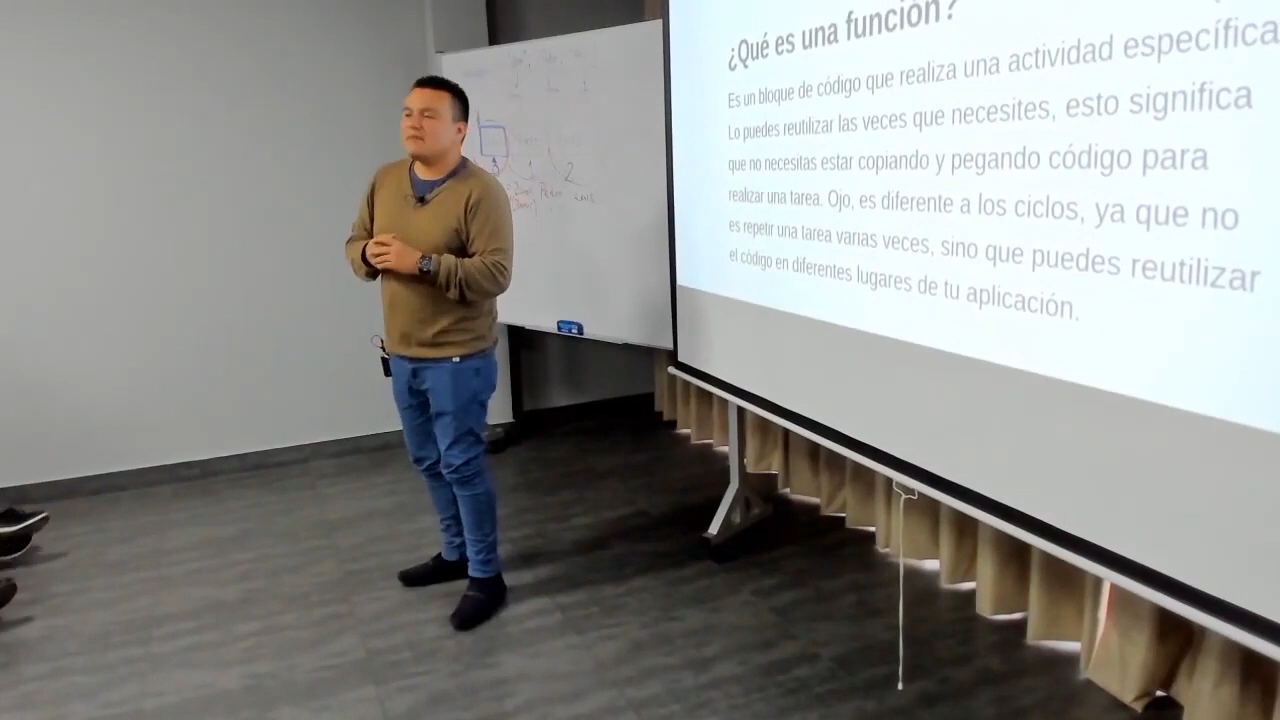 ¿Qué es una función?
Es un bloque de código que realiza una actividad específica
Lo puedes reutilizar las veces que necesites, esto significa
que no necesitas estar copiando y pegando código para
realizar una tarea. Ojo, es diferente a los ciclos, ya que no
es repetir una tarea varias veces, sino que puedes reutilizar
el código en diferentes lugares de tu aplicación.
1 2